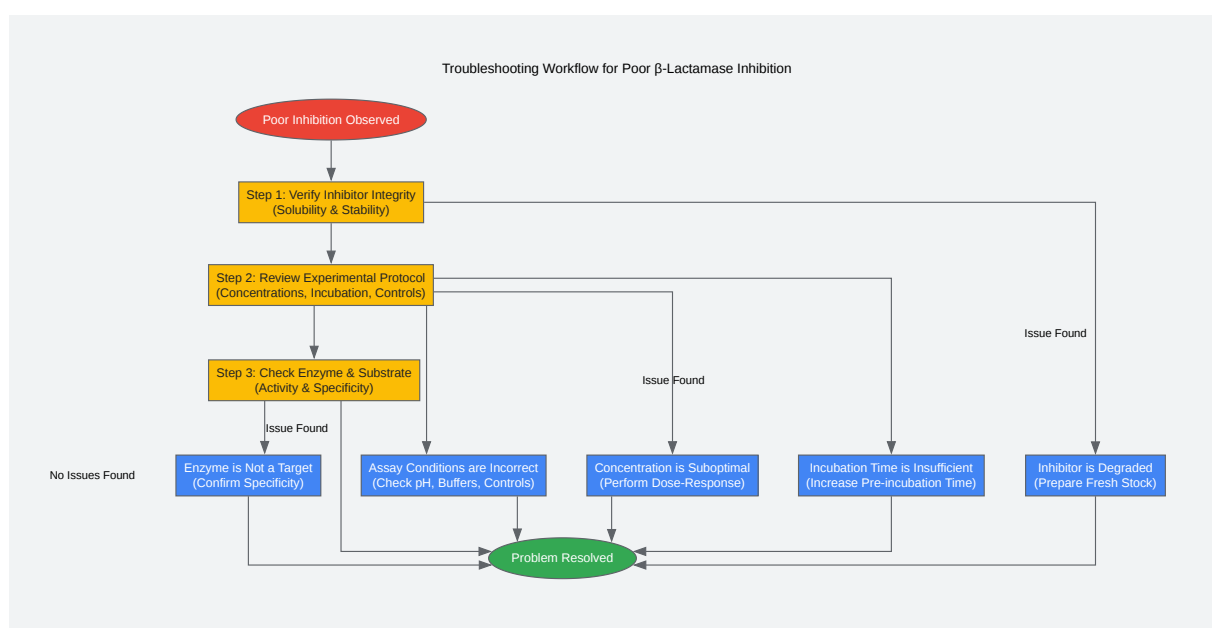 Troubleshooting Workflow for Poor β-Lactamase Inhibition
Poor Inhibition Observed
Step 1: Verify Inhibitor Integrity
(Solubility & Stability)
Step 2: Review Experimental Protocol
(Concentrations, Incubation, Controls)
Issue Found
Step 3: Check Enzyme & Substrate
(Activity & Specificity)
Issue Found
Issue Found
No Issues Found
Enzyme is Not a Target
(Confirm Specificity)
Assay Conditions are Incorrect
(Check pH, Buffers, Controls)
Concentration is Suboptimal
(Perform Dose-Response)
Incubation Time is Insufficient
(Increase Pre-incubation Time)
Inhibitor is Degraded
(Prepare Fresh Stock)
Problem Resolved